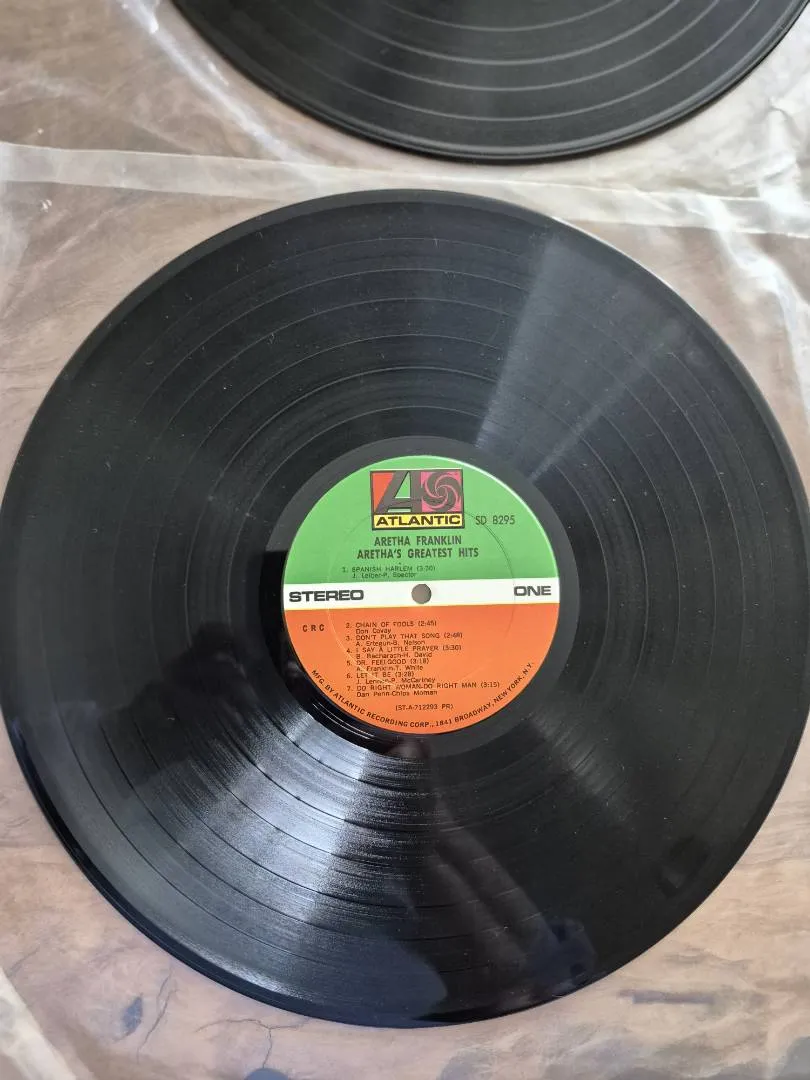 ATLANTIC
SD 8295
ARETHA FRANKLIN
ARETHA'S GREATEST HITS
1. SPANISH HARLEM (3:30)
J. Leiber-P. Spector
STEREO ONE
CRC
2. CHAIN OF FOOLS (2:45)
Don Covay
3. DON'T PLAY THAT SONG (2:48)
A. Ertegun-B. Nelson
4. I SAY A LITTLE PRAYER (3:30)
B. Bacharach-H. David
5. DR. FEELGOOD (3:18)
A. Franklin-T. White
6. LET IT BE (3:28)
J. Lennon-P. McCartney
7. DO RIGHT WOMAN-DO RIGHT MAN (3:15)
Dan Penn-Chips Moman
(ST-A-712293 PR)
MFG. BY ATLANTIC RECORDING CORP., 1841 BROADWAY, NEW YORK, N.Y.